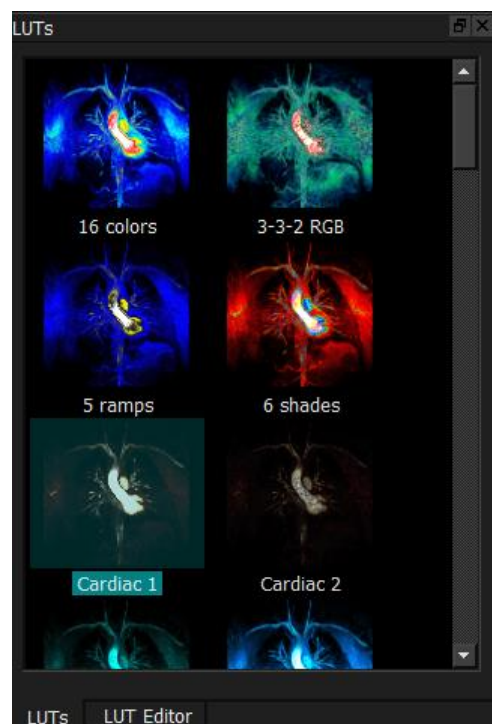 LUTs
16 colors
3-3-2 RGB
5 ramps
6 shades
Cardiac 1
Cardiac 2
LUTs
LUT Editor